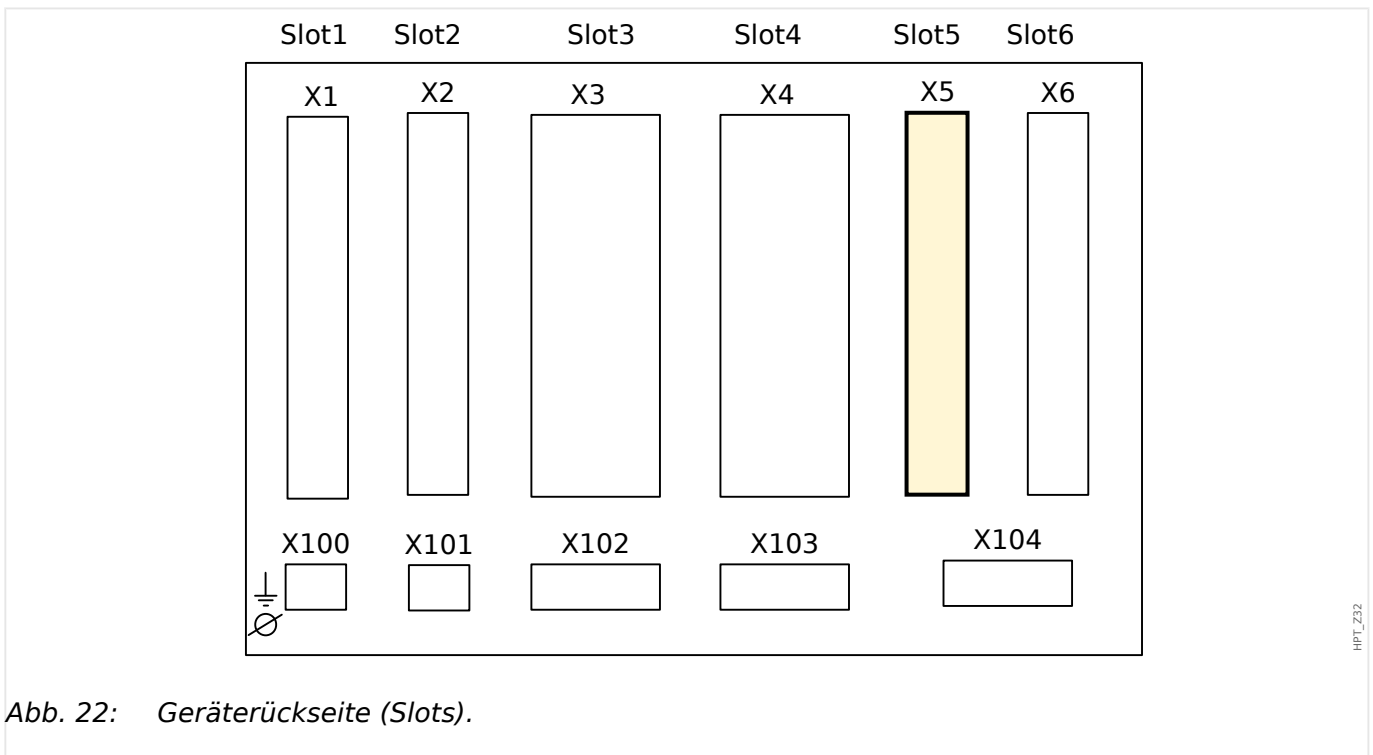 Slot1 Slot2 Slot3 Slot4 Slot5 Slot6
X1 X2 X3 X4 X5 X6
X100 X101 X102 X103 X104
HPT_Z32
Abb. 22: Geräterückseite (Slots).